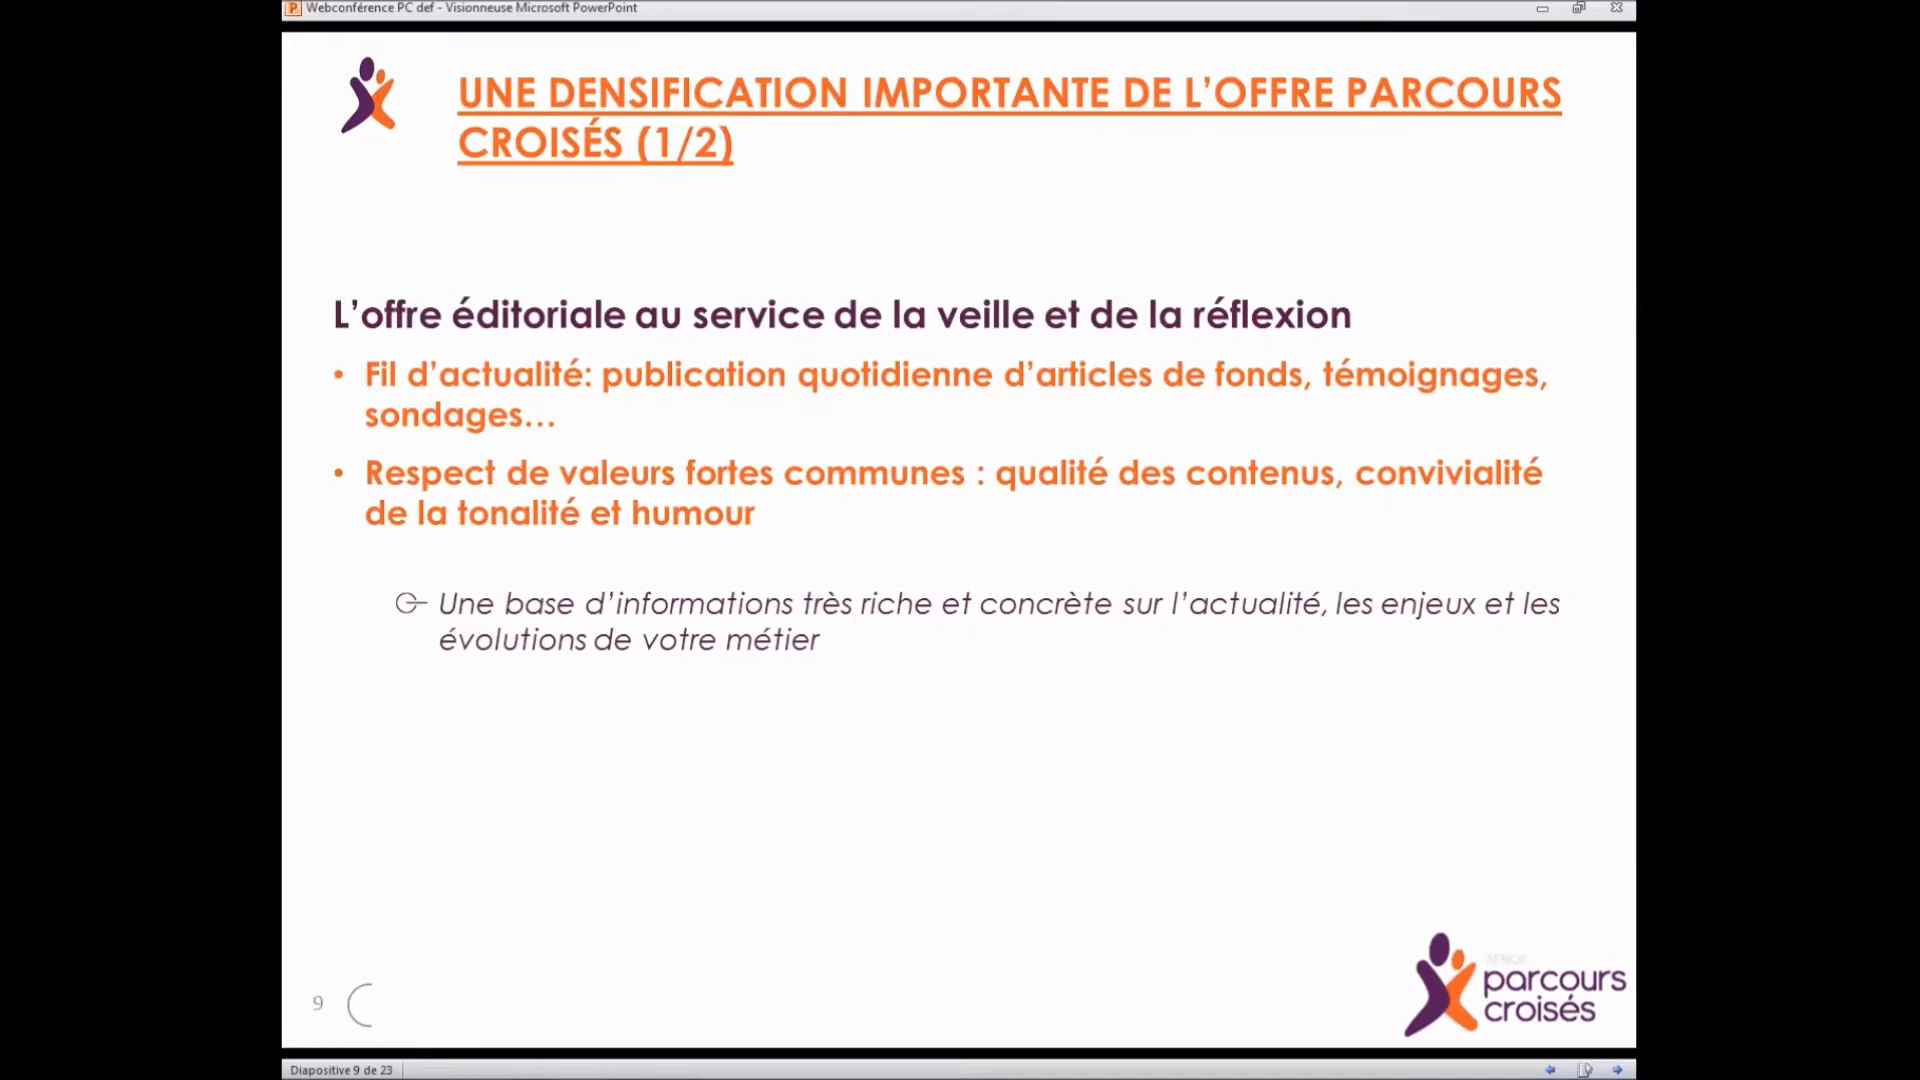 Webconférence PC def - Visionneuse Microsoft PowerPoint
UNE DENSIFICATION IMPORTANTE DE L’OFFRE PARCOURS
CROISÉS (1/2)
L’offre éditoriale au service de la veille et de la réflexion
• Fil d’actualité: publication quotidienne d’articles de fonds, témoignages,
sondages…
• Respect de valeurs fortes communes : qualité des contenus, convivialité
de la tonalité et humour
Une base d’informations très riche et concrète sur l’actualité, les enjeux et les
évolutions de votre métier
AFNOR
parcours
croisés
9
Diapositive 9 de 23